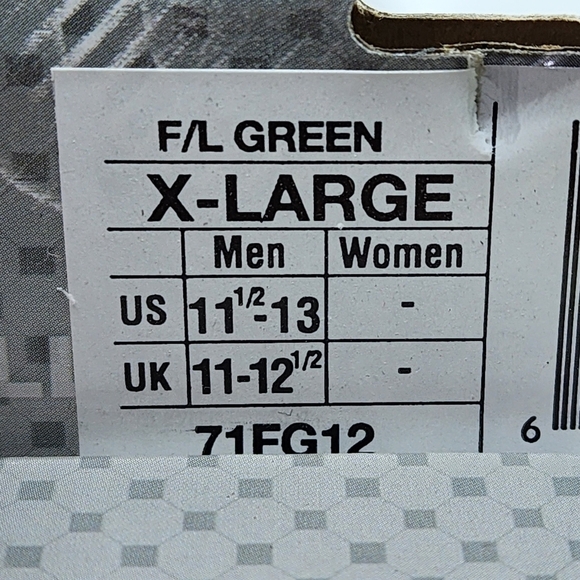 F/L GREEN
X-LARGE
Men Women
US 11 1/2-13 -
UK 11-12 1/2 -
71FG12
6